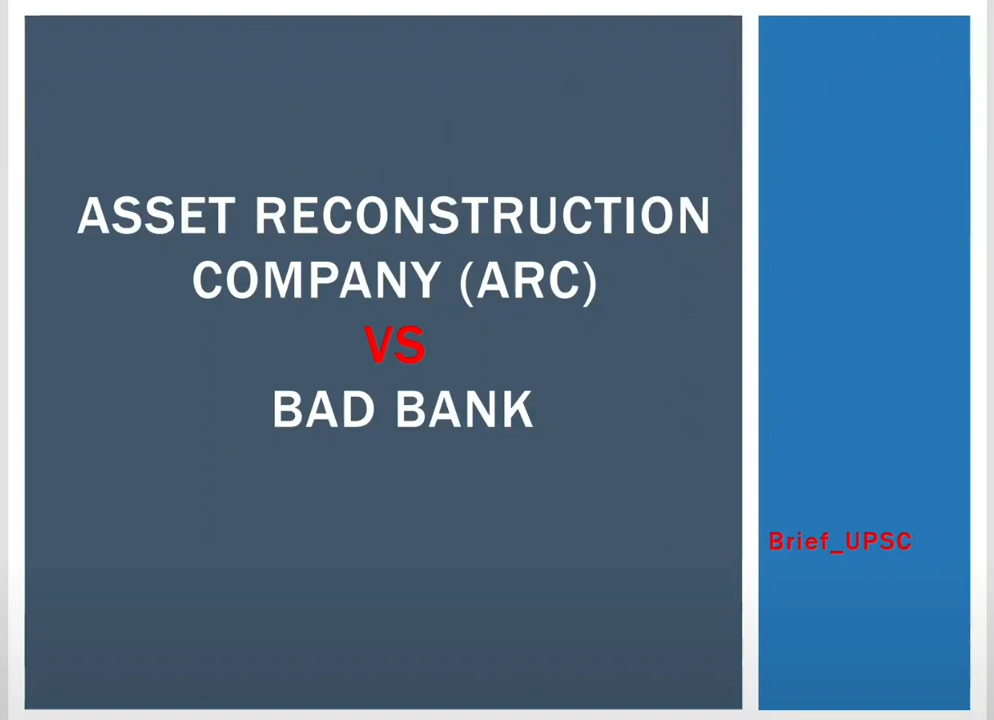 ASSET RECONSTRUCTION
COMPANY (ARC)
VS
BAD BANK
Brief_UPSC